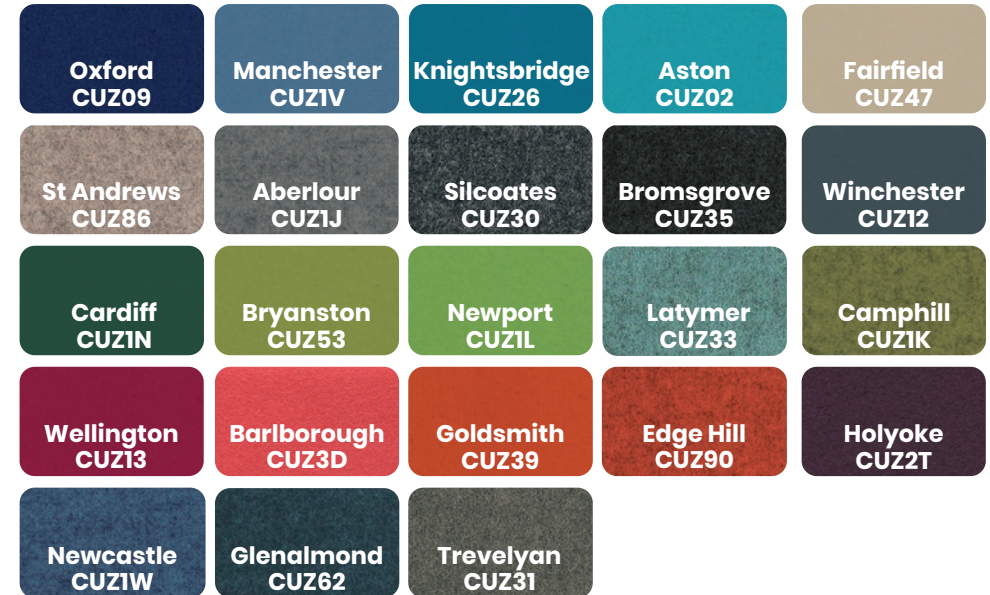 Oxford
CUZ09
Manchester
CUZ1V
Knightsbridge
CUZ26
Aston
CUZ02
Fairfield
CUZ47
St Andrews
CUZ86
Aberlour
CUZ1J
Silcoates
CUZ30
Bromsgrove
CUZ35
Winchester
CUZ12
Cardiff
CUZ1N
Bryanston
CUZ53
Newport
CUZ1L
Latymer
CUZ33
Camphill
CUZ1K
Wellington
CUZ13
Barlborough
CUZ3D
Goldsmith
CUZ39
Edge Hill
CUZ90
Holyoke
CUZ2T
Newcastle
CUZ1W
Glenalmond
CUZ62
Trevelyan
CUZ31